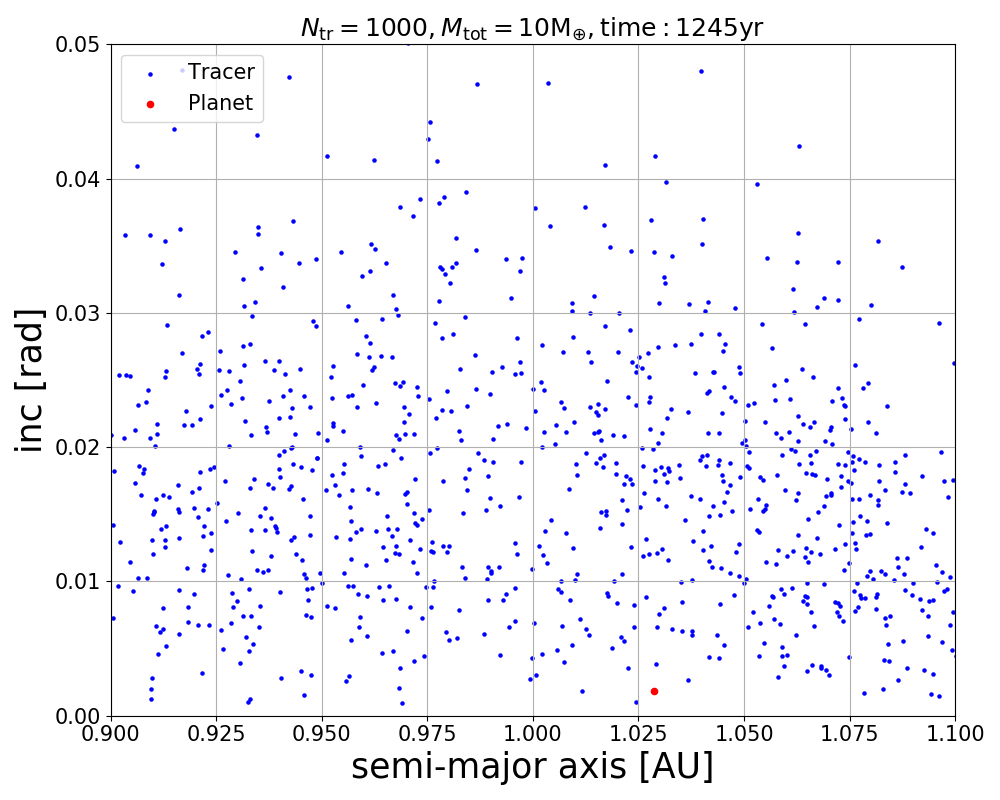 N_tr = 1000, M_tot = 10M_⊕, time : 1245yr
0.05
Tracer
Planet
0.04
0.03
inc [rad]
0.02
0.01
0.00
0.900 0.925 0.950 0.975 1.000 1.025 1.050 1.075 1.100
semi-major axis [AU]